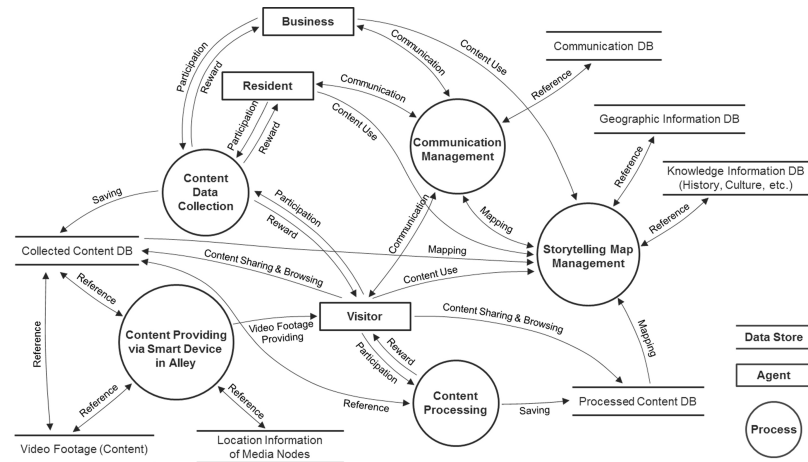 Business
Participation
Reward
Communication
Content Use
Communication DB
Reference
Resident
Communication
Participation
Reward
Content Use
Communication
Management
Geographic Information DB
Reference
Knowledge Information DB
(History, Culture, etc.)
Reference
Content
Data
Collection
Saving
Participation
Reward
Communication
Mapping
Storytelling Map
Management
Collected Content DB
Mapping
Content Sharing & Browsing
Content Use
Reference
Reference
Content Providing
via Smart Device
in Alley
Video Footage
Providing
Visitor
Content Sharing & Browsing
Mapping
Reward
Participation
Reference
Reference
Reference
Content
Processing
Saving
Processed Content DB
Video Footage (Content)
Location Information
of Media Nodes
Data Store
Agent
Process